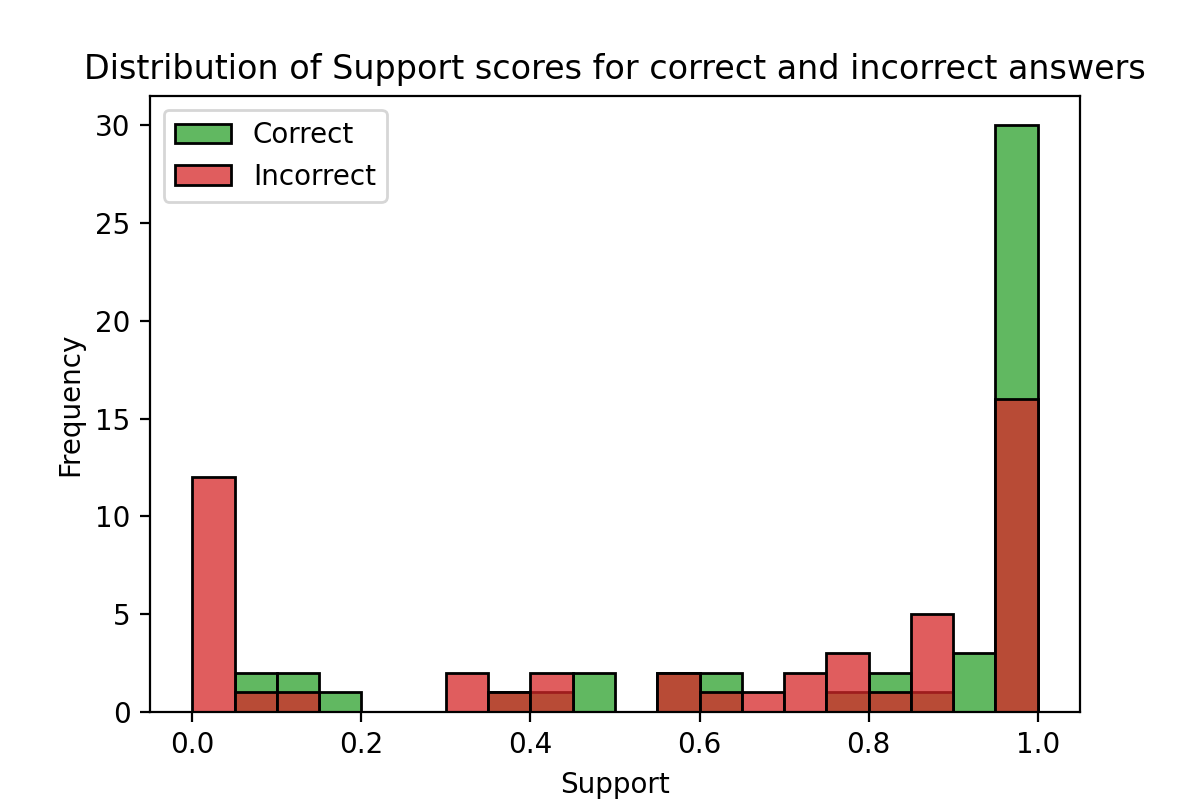 Distribution of Support scores for correct and incorrect answers
Correct
Incorrect
30
25
20
15
10
5
0
Frequency
0.0 0.2 0.4 0.6 0.8 1.0
Support